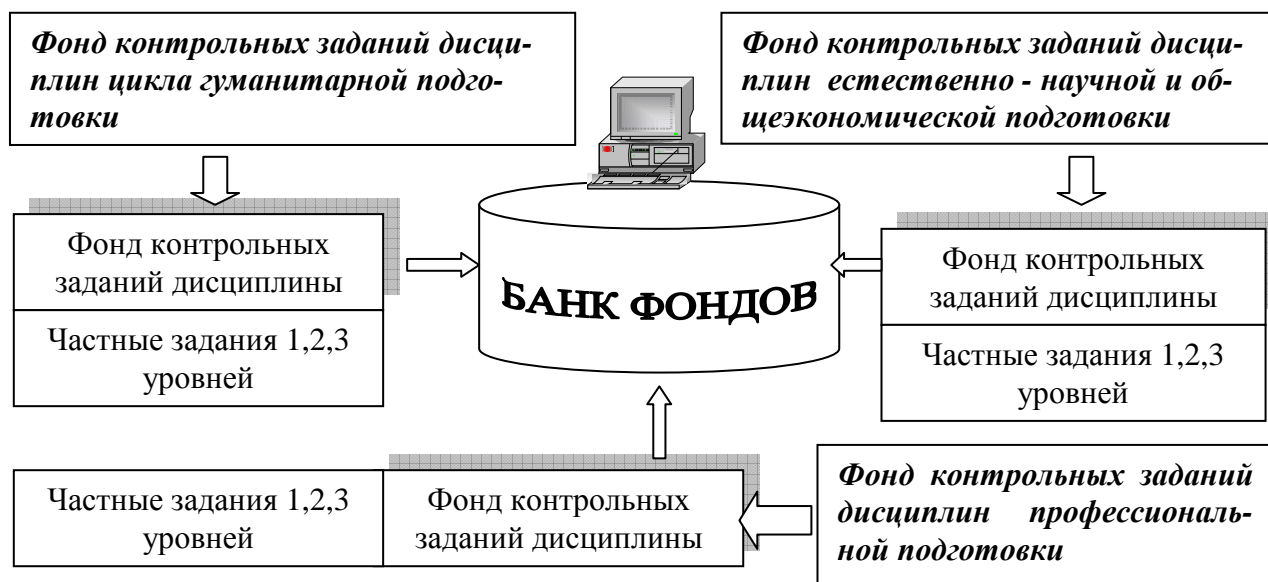 Фонд контрольных заданий дисци-
плин цикла гуманитарной подго-
товки
Фонд контрольных заданий дисци-
плин естественно - научной и об-
щеэкономической подготовки
Фонд контрольных
заданий дисциплины
Частные задания 1,2,3
уровней
БАНК ФОНДОВ
Фонд контрольных
заданий дисциплины
Частные задания 1,2,3
уровней
Частные задания 1,2,3
уровней
Фонд контрольных
заданий дисциплины
Фонд контрольных заданий
дисциплин профессиональ-
ной подготовки